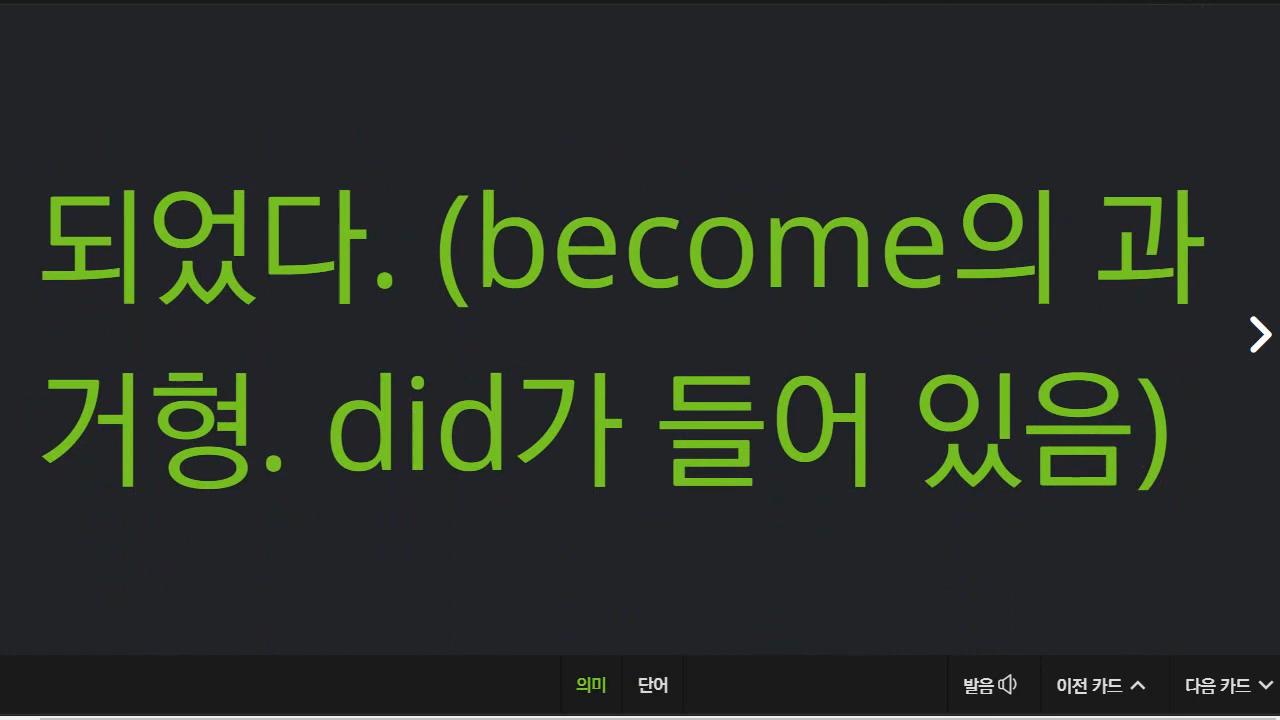 되었다. (become의 과
거형. did가 들어 있음)
의미 단어 발음 이전 카드 다음 카드